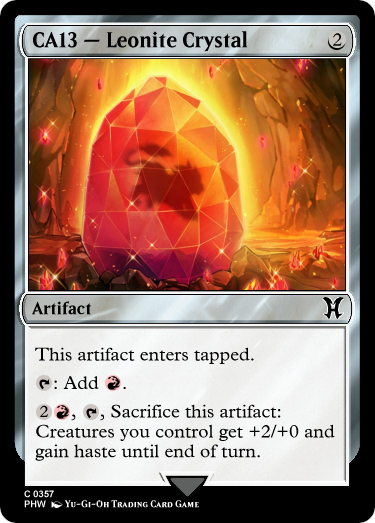 CA13 — Leonite Crystal 2
Artifact
This artifact enters tapped.
: Add .
2 , , Sacrifice this artifact:
Creatures you control get +2/+0 and
gain haste until end of turn.
C 0357
PHW Yu-Gi-Oh Trading Card Game